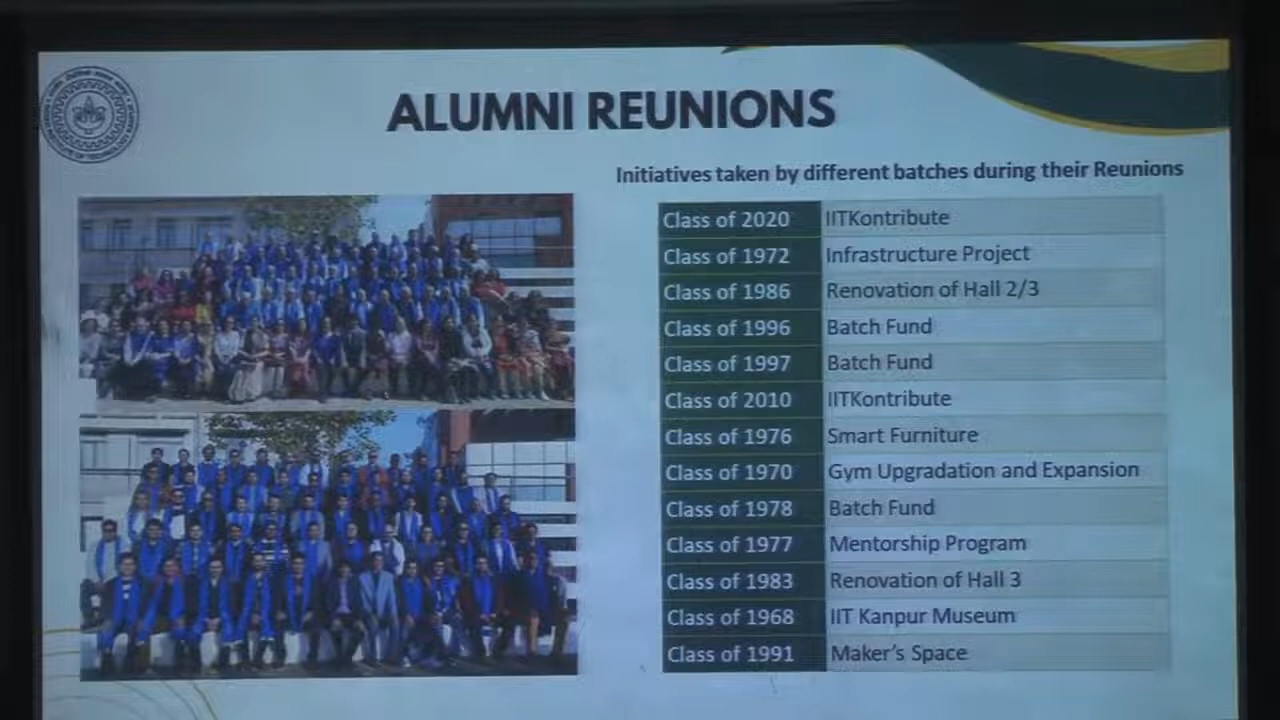 ALUMNI REUNIONS
Initiatives taken by different batches during their Reunions
Class of 2020 IITKontribute
Class of 1972 Infrastructure Project
Class of 1986 Renovation of Hall 2/3
Class of 1996 Batch Fund
Class of 1997 Batch Fund
Class of 2010 IITKontribute
Class of 1976 Smart Furniture
Class of 1970 Gym Upgradation and Expansion
Class of 1978 Batch Fund
Class of 1977 Mentorship Program
Class of 1983 Renovation of Hall 3
Class of 1968 IIT Kanpur Museum
Class of 1991 Maker's Space